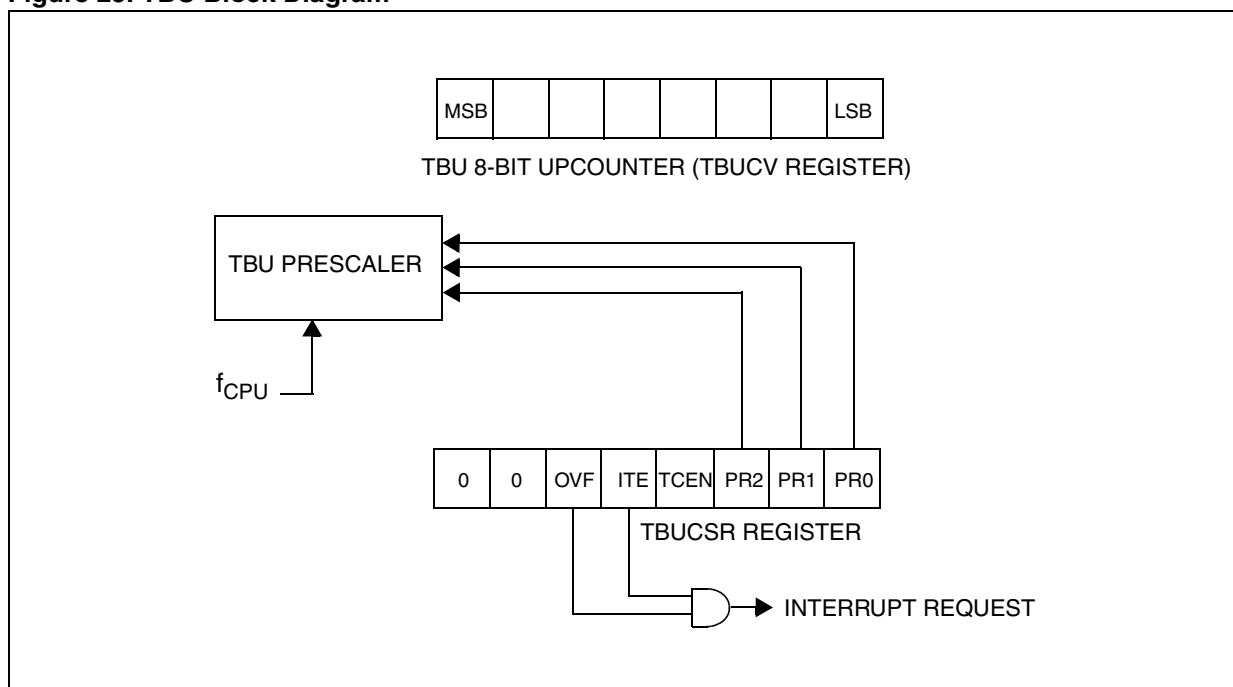 MSB LSB
TBU 8-BIT UPCOUNTER (TBUCV REGISTER)
TBU PRESCALER
fCPU
0 0 OVF ITE TCEN PR2 PR1 PR0
TBUCSR REGISTER
INTERRUPT REQUEST